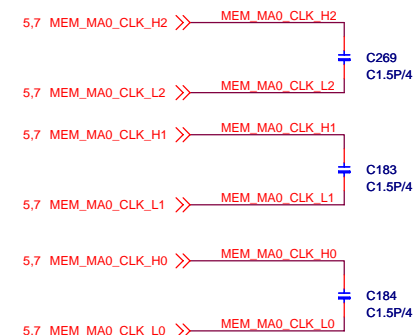 5,7 MEM_MA0_CLK_H2 MEM_MA0_CLK_H2
C269
C1.5P/4
5,7 MEM_MA0_CLK_L2 MEM_MA0_CLK_L2
5,7 MEM_MA0_CLK_H1 MEM_MA0_CLK_H1
C183
C1.5P/4
5,7 MEM_MA0_CLK_L1 MEM_MA0_CLK_L1
5,7 MEM_MA0_CLK_H0 MEM_MA0_CLK_H0
C184
C1.5P/4
5,7 MEM_MA0_CLK_L0 MEM_MA0_CLK_L0